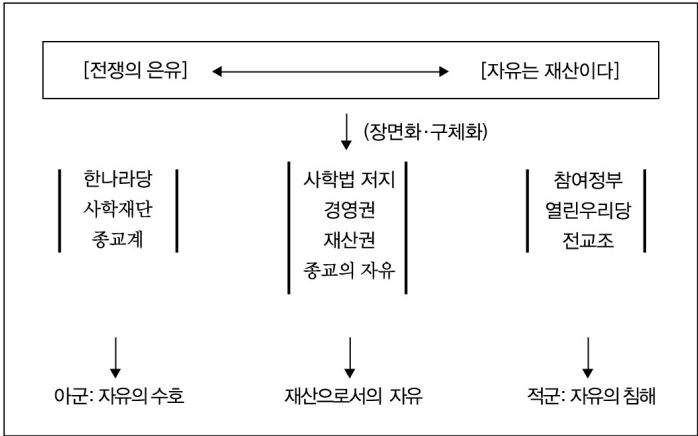 [전쟁의 은유] [자유는 재산이다]
(장면화·구체화)
한나라당
사학재단
종교계
사학법 저지
경영권
재산권
종교의 자유
참여정부
열린우리당
전교조
아군: 자유의 수호
재산으로서의 자유
적군: 자유의 침해